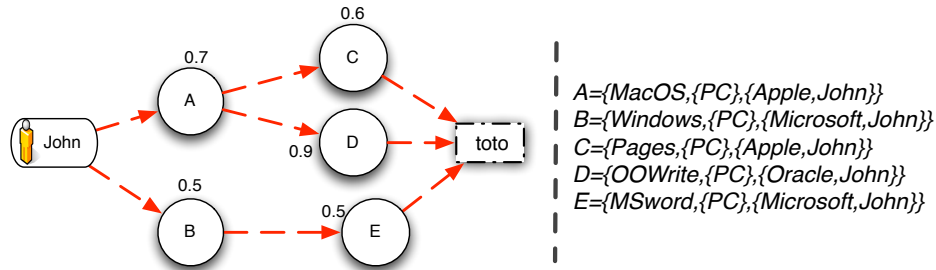 0.6
C
0.7
A
John
D
0.9
toto
0.5
B
0.5
E
A={MacOS,{PC},{Apple,John}}
B={Windows,{PC},{Microsoft,John}}
C={Pages,{PC},{Apple,John}}
D={OOWrite,{PC},{Oracle,John}}
E={MSword,{PC},{Microsoft,John}}